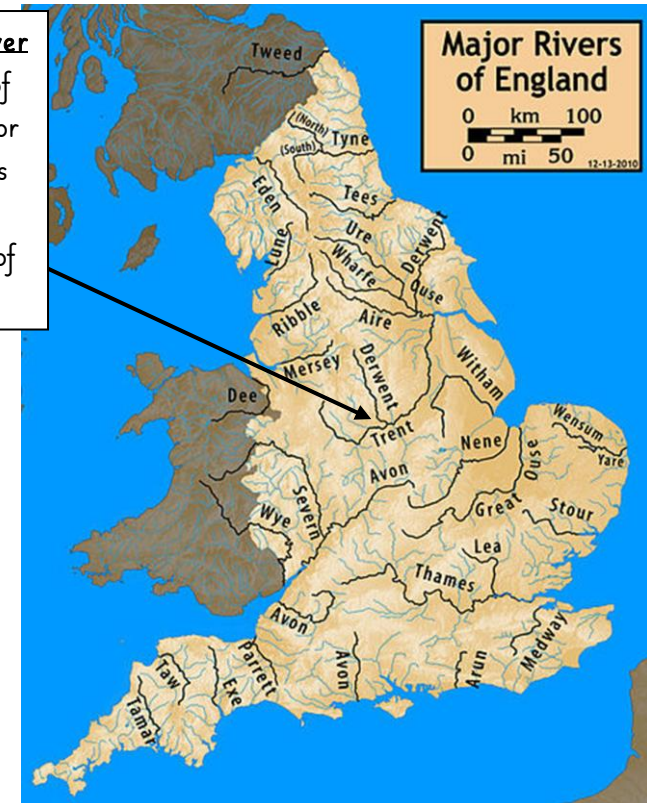 ver
of
or
s
of
Major Rivers
of England
0 km 100
0 mi 50
12-13-2010
Tweed
(North)
Tyne
(South)
Eden
Tees
Ure
Lune
Wharfe
Derwent
Ouse
Ribble
Aire
Mersey
Derwent
Witham
Dee
Trent
Wensum
Yare
Nene
Ouse
Avon
Great
Severn
Stour
Wye
Lea
Thames
Avon
Medway
Parrett
Avon
Arun
Taw
Exe
Tamar